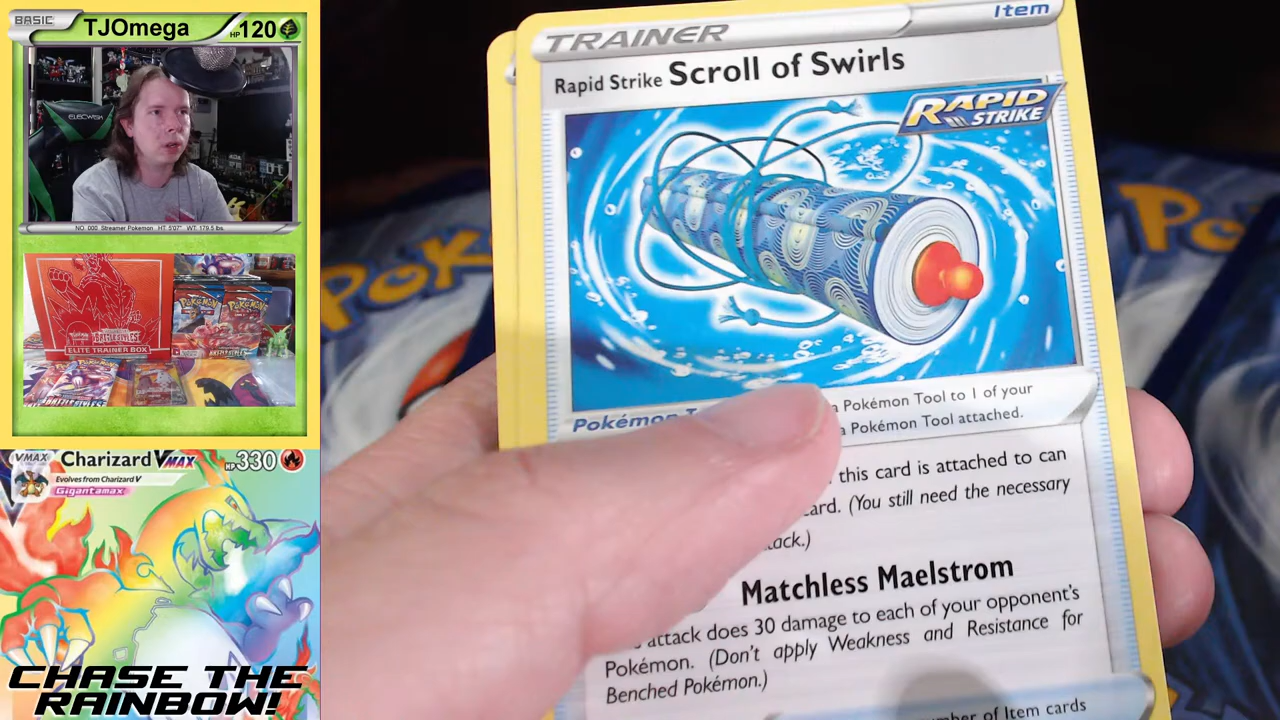 BASIC
TJOmega
HP 120
ELECWISH
NO. 000 Streamer Pokemon HT: 5'07" WT: 179.5 lbs.
ELITE TRAINER BOX
VMAX
Charizard VMAX
HP 330
Evolves from Charizard V
Gigantamax
CHASE THE
RAINBOW!
TRAINER
Item
Rapid Strike Scroll of Swirls
RAPID
STRIKE
Pokémon
a Pokémon Tool to 1 of your
a Pokémon Tool attached.
this card is attached to can
(You still need the necessary
Matchless Maelstrom
attack does 30 damage to each of your opponent's
Pokémon. (Don't apply Weakness and Resistance for
Benched Pokémon.)
of Item cards
POK
Po